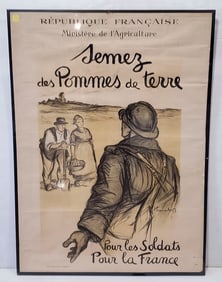 RÉPUBLIQUE FRANÇAISE
Ministère de l'Agriculture
Semez
des Pommes de terre
Pour les Soldats
Pour la France